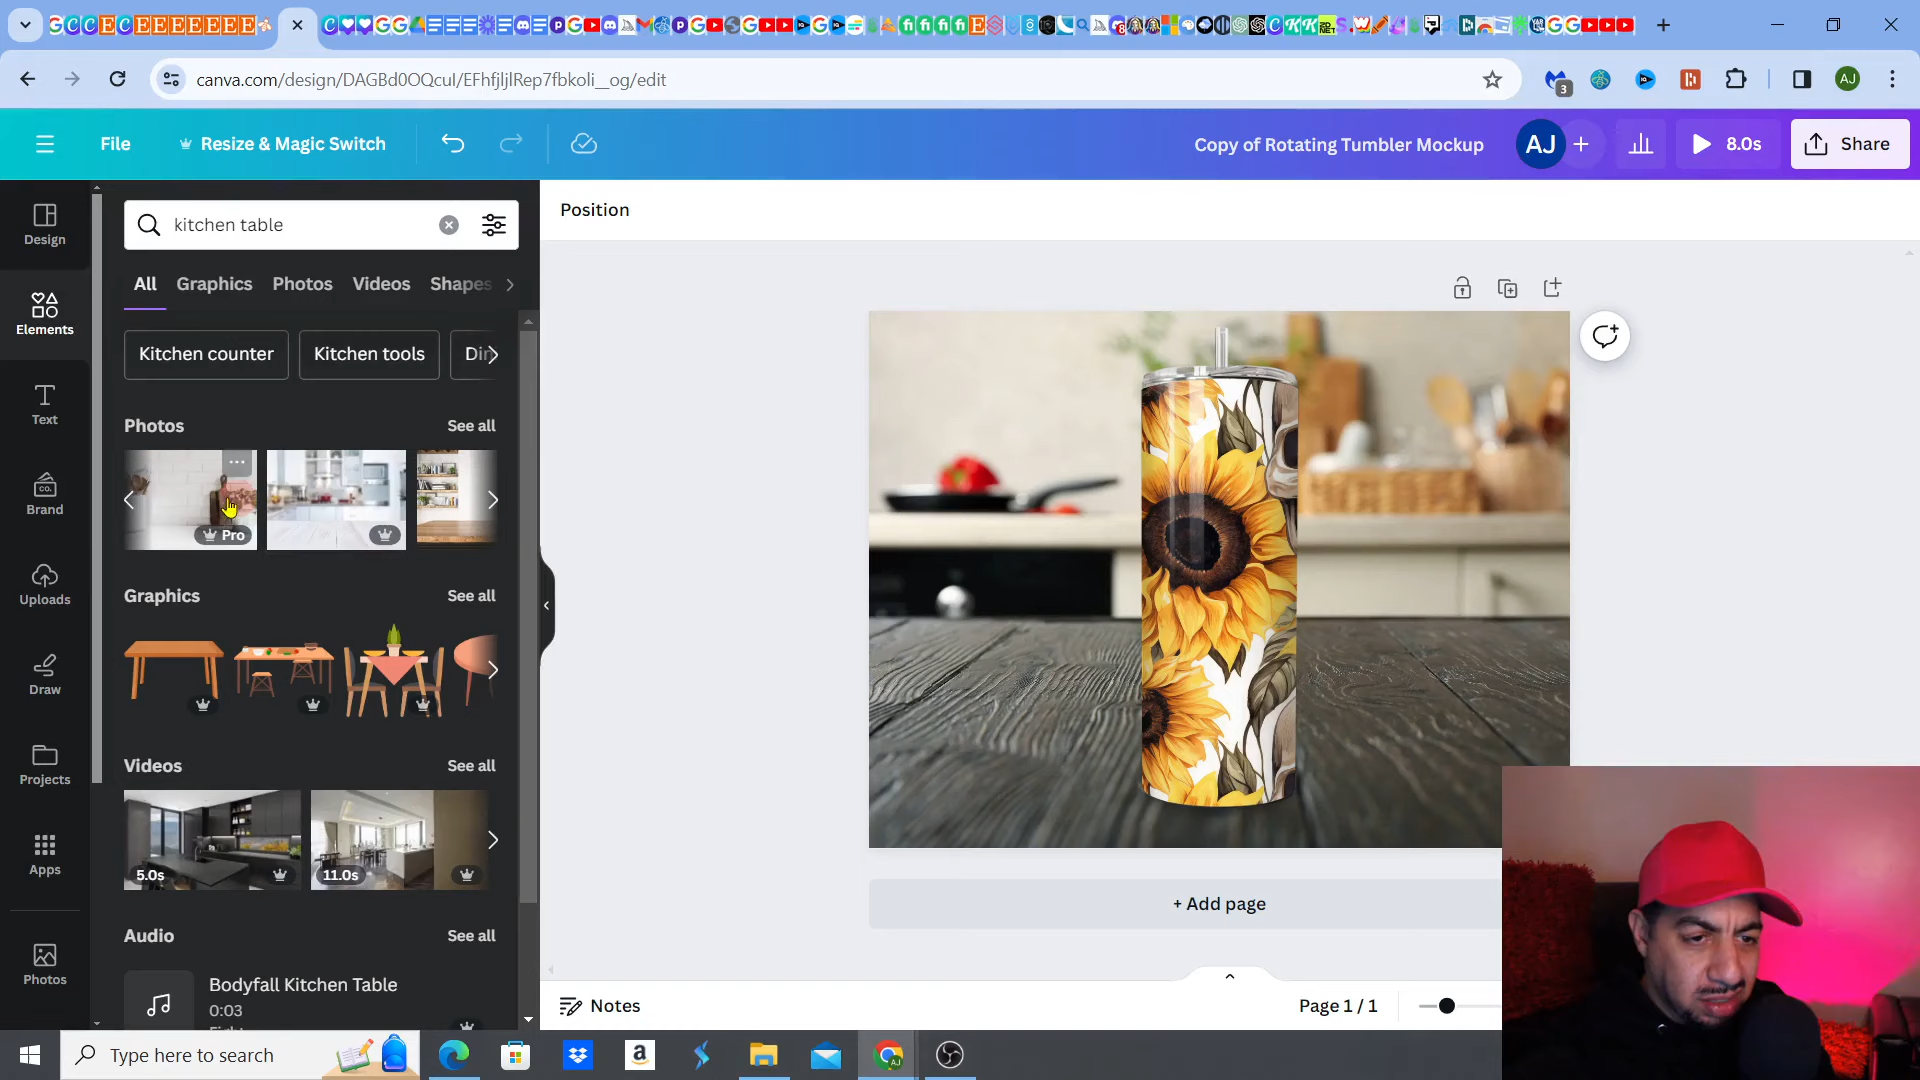 canva.com/design/DAGBd0OQcuI/EFhfjljlRep7fbkoli__og/edit
3
AJ
File
Resize & Magic Switch
Copy of Rotating Tumbler Mockup
AJ
8.0s
Share
Design
Elements
Text
Brand
Uploads
Draw
Projects
Apps
Photos
kitchen table
All
Graphics
Photos
Videos
Shapes
Kitchen counter
Kitchen tools
Photos
See all
Pro
Graphics
See all
Videos
See all
5.0s
11.0s
Audio
See all
Bodyfall Kitchen Table
0:03
Position
+ Add page
Notes
Page 1 / 1
Type here to search